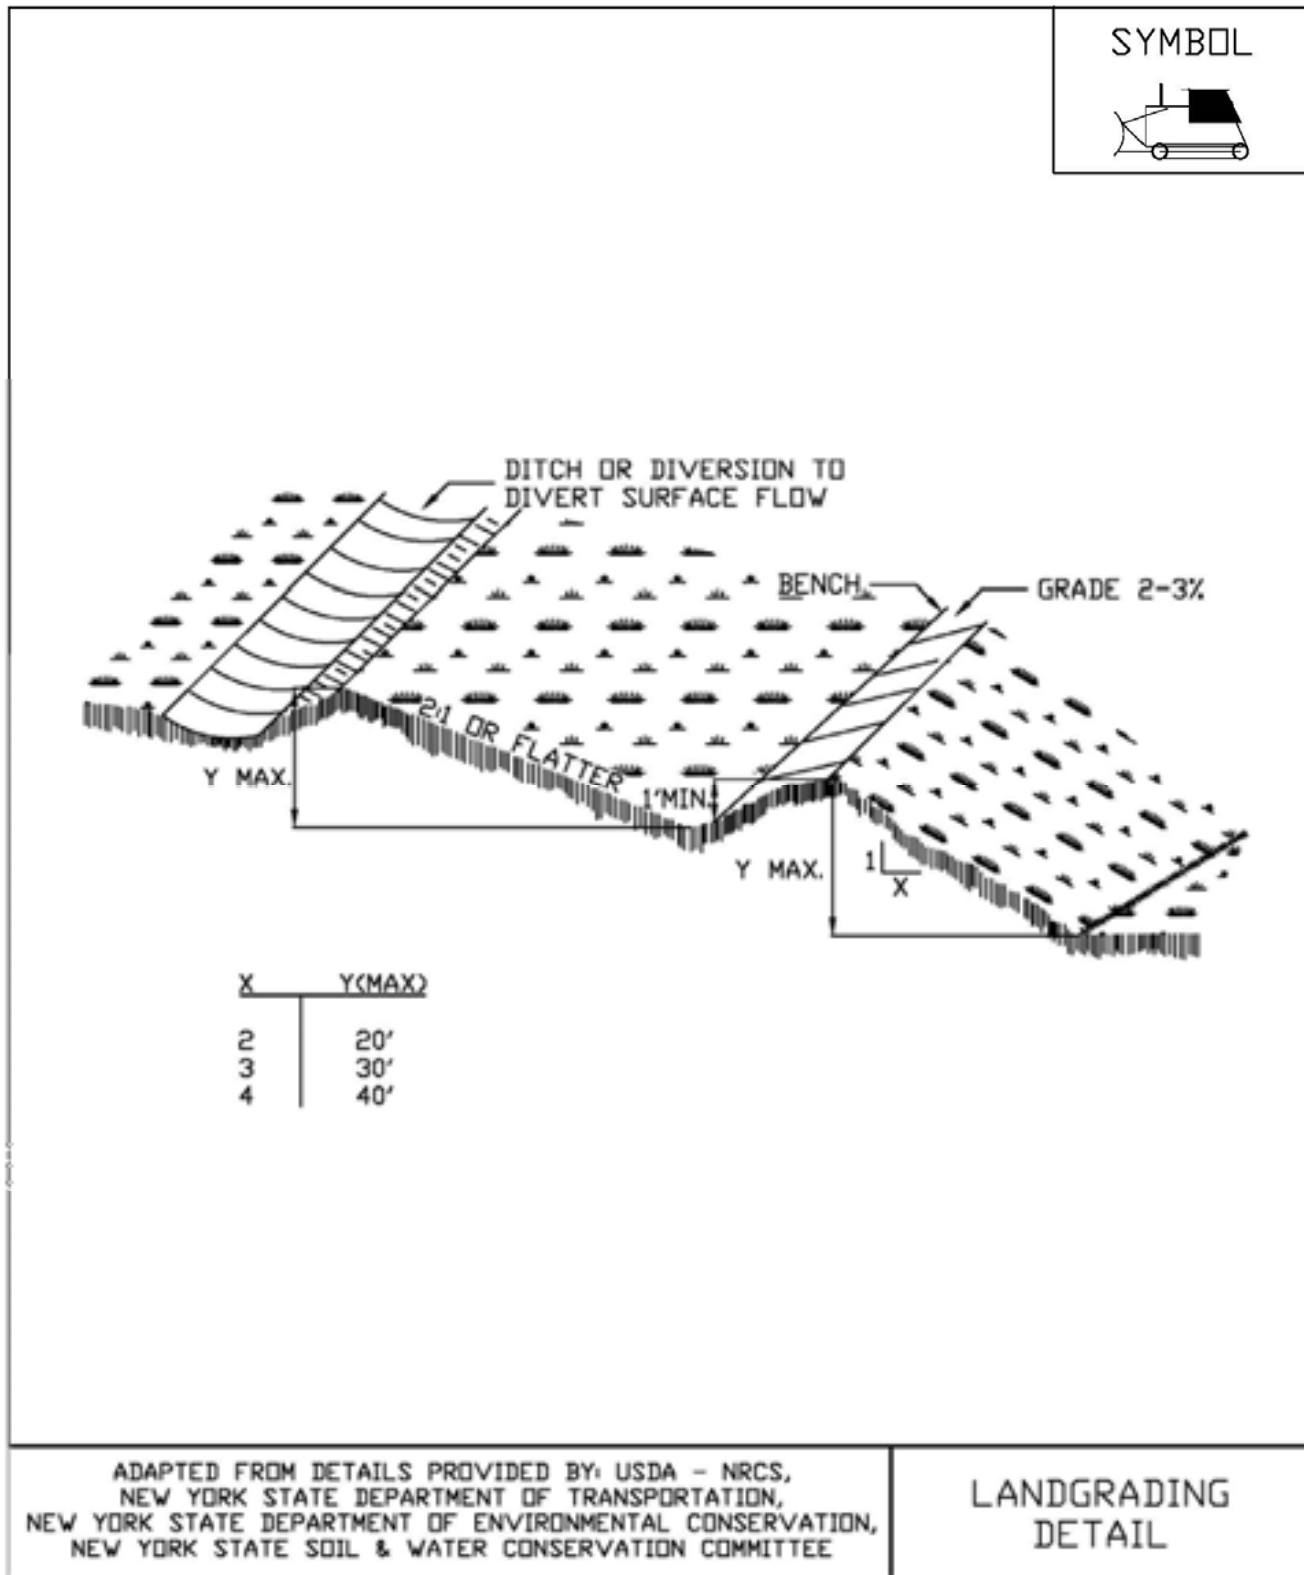 SYMBOL
DITCH OR DIVERSION TO
DIVERT SURFACE FLOW
BENCH
GRADE 2-3%
2:1 OR FLATTER
Y MAX.
1'MIN.
Y MAX.
1
X
X Y(MAX)
2 20'
3 30'
4 40'
ADAPTED FROM DETAILS PROVIDED BY: USDA - NRCS,
NEW YORK STATE DEPARTMENT OF TRANSPORTATION,
NEW YORK STATE DEPARTMENT OF ENVIRONMENTAL CONSERVATION,
NEW YORK STATE SOIL & WATER CONSERVATION COMMITTEE
LANDGRADING
DETAIL